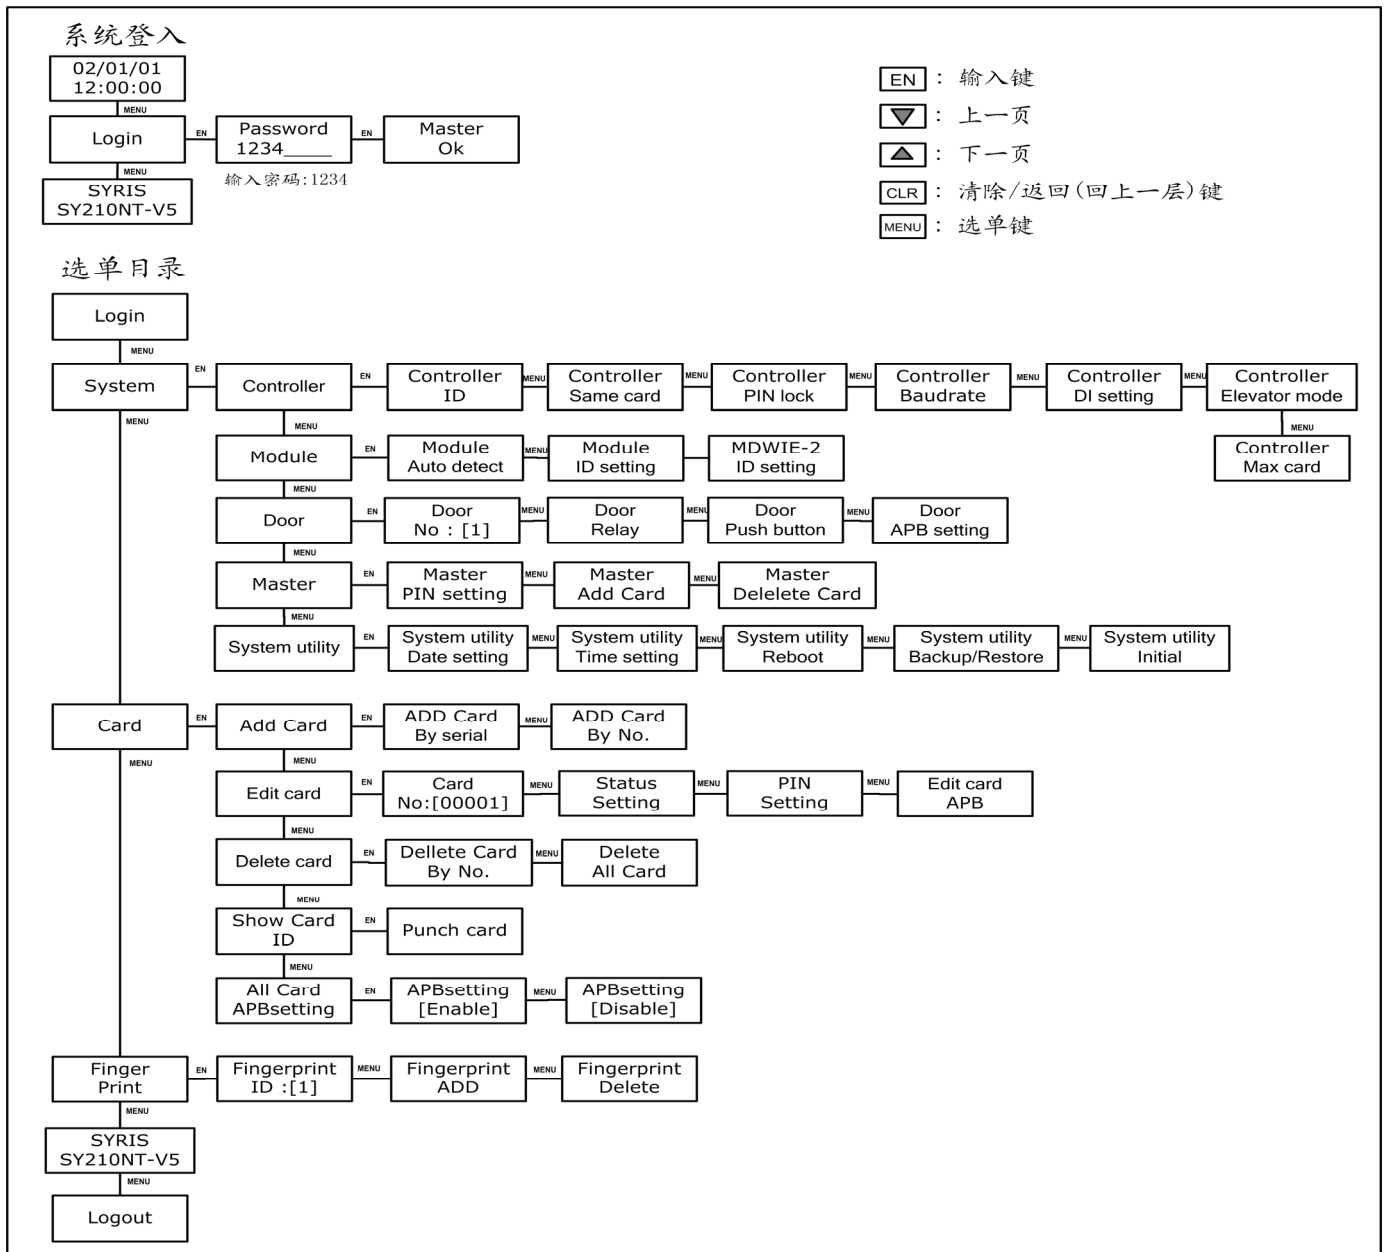 系统登入
02/01/01
12:00:00
MENU
Login
EN
Password
1234____
EN
Master
Ok
输入密码:1234
MENU
SYRIS
SY210NT-V5
EN : 输入键
: 上一页
: 下一页
CLR : 清除/返回(回上一层)键
MENU : 选单键
选单目录
Login
MENU
System
EN
Controller
EN
Controller
ID
MENU
Controller
Same card
MENU
Controller
PIN lock
MENU
Controller
Baudrate
MENU
Controller
DI setting
MENU
Controller
Elevator mode
MENU
Controller
Max card
MENU
MENU
Module
EN
Module
Auto detect
MENU
Module
ID setting
MDWIE-2
ID setting
MENU
Door
EN
Door
No : [1]
MENU
Door
Relay
MENU
Door
Push button
MENU
Door
APB setting
MENU
Master
EN
Master
PIN setting
MENU
Master
Add Card
MENU
Master
Delelete Card
MENU
System utility
EN
System utility
Date setting
MENU
System utility
Time setting
MENU
System utility
Reboot
MENU
System utility
Backup/Restore
MENU
System utility
Initial
Card
EN
Add Card
EN
ADD Card
By serial
MENU
ADD Card
By No.
MENU
MENU
Edit card
EN
Card
No:[00001]
MENU
Status
Setting
MENU
PIN
Setting
MENU
Edit card
APB
MENU
Delete card
EN
Dellete Card
By No.
MENU
Delete
All Card
MENU
Show Card
ID
EN
Punch card
MENU
All Card
APBsetting
EN
APBsetting
[Enable]
MENU
APBsetting
[Disable]
Finger
Print
EN
Fingerprint
ID :[1]
MENU
Fingerprint
ADD
MENU
Fingerprint
Delete
MENU
SYRIS
SY210NT-V5
MENU
Logout